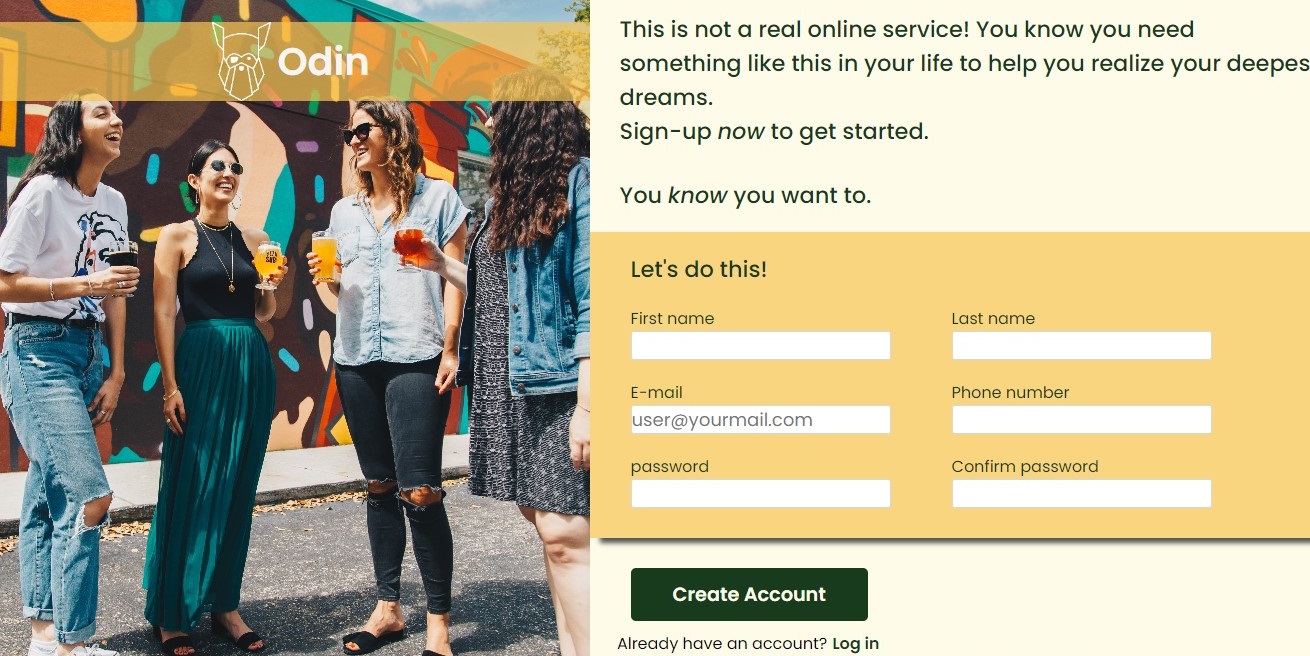 Odin
This is not a real online service! You know you need
something like this in your life to help you realize your deepes
dreams.
Sign-up now to get started.
You know you want to.
Let's do this!
First name
Last name
E-mail
Phone number
user@yourmail.com
password
Confirm password
Create Account
Already have an account? Log in